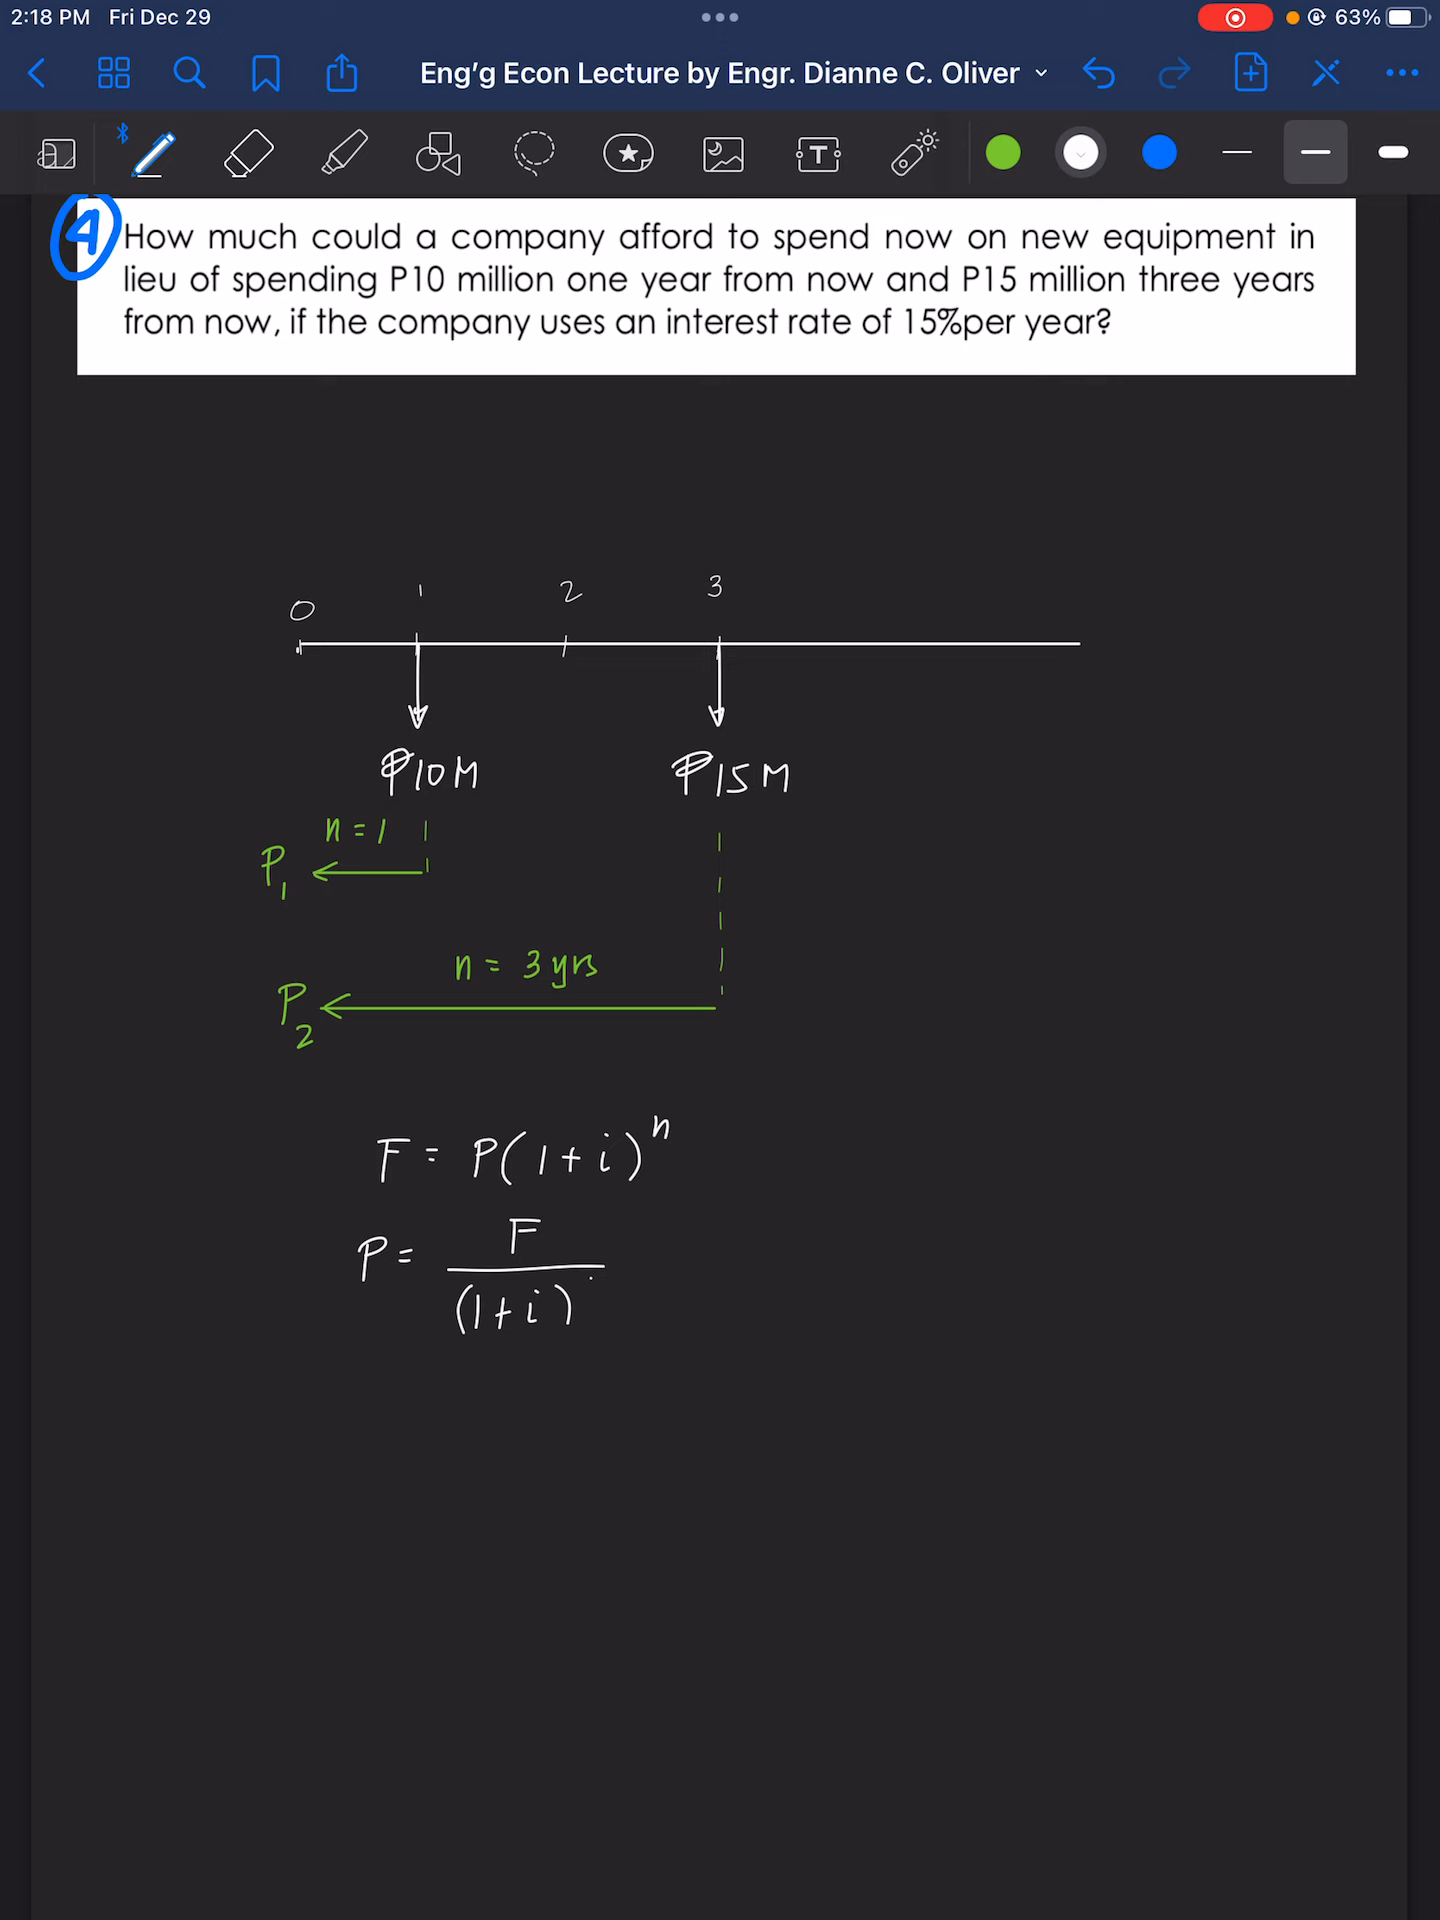 2:18 PM Fri Dec 29
63%
Eng'g Econ Lecture by Engr. Dianne C. Oliver
4
How much could a company afford to spend now on new equipment in
lieu of spending P10 million one year from now and P15 million three years
from now, if the company uses an interest rate of 15%per year?
0 1 2 3
₱10M ₱15M
n = 1
P1
n = 3 yrs
P2
F = P(1+i)^n
P = F
(1+i)